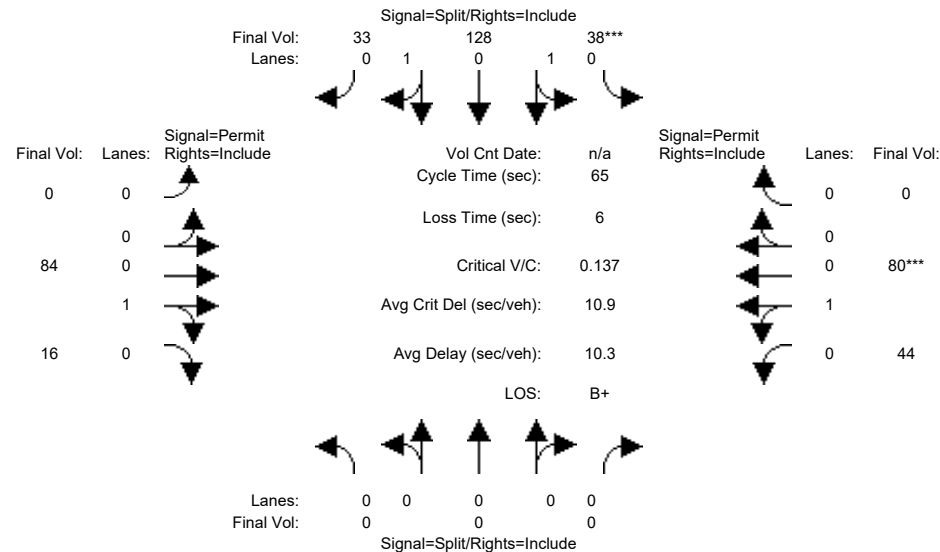 Signal=Split/Rights=Include
Final Vol: 33 128 38***
Lanes: 0 1 0 1 0
Signal=Permit Signal=Permit
Final Vol: Lanes: Rights=Include Vol Cnt Date: n/a Rights=Include Lanes: Final Vol:
Cycle Time (sec): 65
0 0 0 0
Loss Time (sec): 6
0 0
84 0 Critical V/C: 0.137 0 80***
1 Avg Crit Del (sec/veh): 10.9 1
16 0 Avg Delay (sec/veh): 10.3 0 44
LOS: B+
Lanes: 0 0 0 0 0
Final Vol: 0 0 0
Signal=Split/Rights=Include